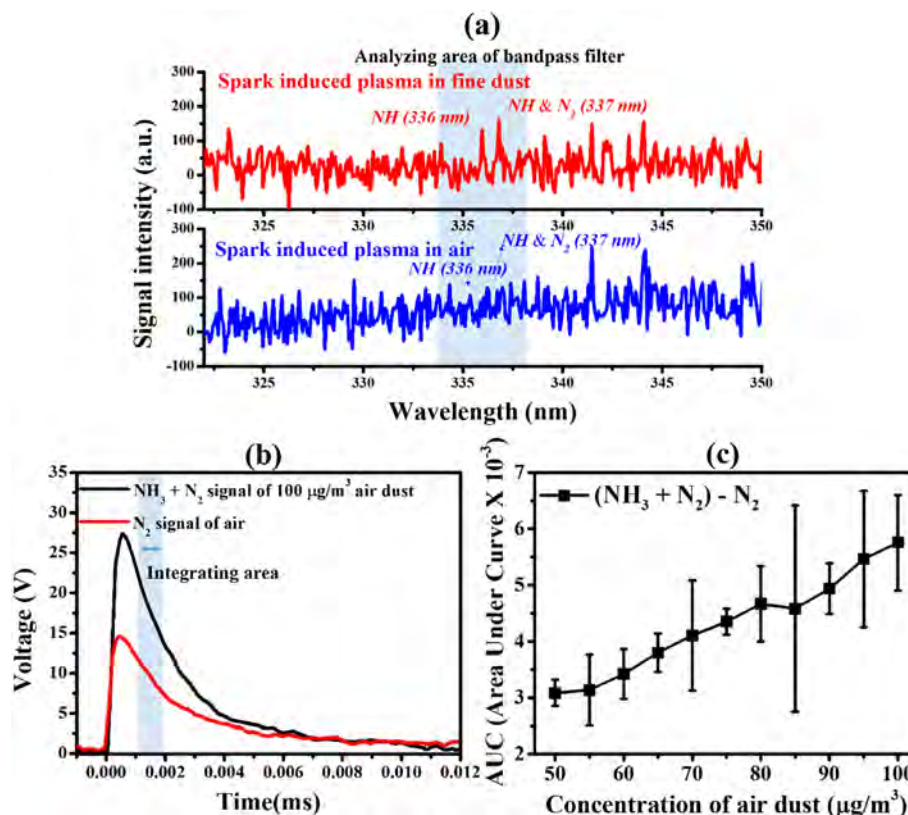 (a)
Analyzing area of bandpass filter
300
Spark induced plasma in fine dust
200
NH (336 nm)
NH & N2 (337 nm)
100
0
-100
325 330 335 340 345 350
300
Spark induced plasma in air
200
NH & N2 (337 nm)
NH (336 nm)
100
0
-100
325 330 335 340 345 350
Signal intensity (a.u.)
Wavelength (nm)
(b)
35
30
25
20
15
10
5
0
NH3 + N2 signal of 100 μg/m3 air dust
N2 signal of air
Integrating area
Voltage (V)
0.000 0.002 0.004 0.006 0.008 0.010 0.012
Time(ms)
(c)
(NH3 + N2) - N2
6
5
4
3
2
AUC (Area Under Curve X 10-3)
50 60 70 80 90 100
Concentration of air dust (μg/m3)